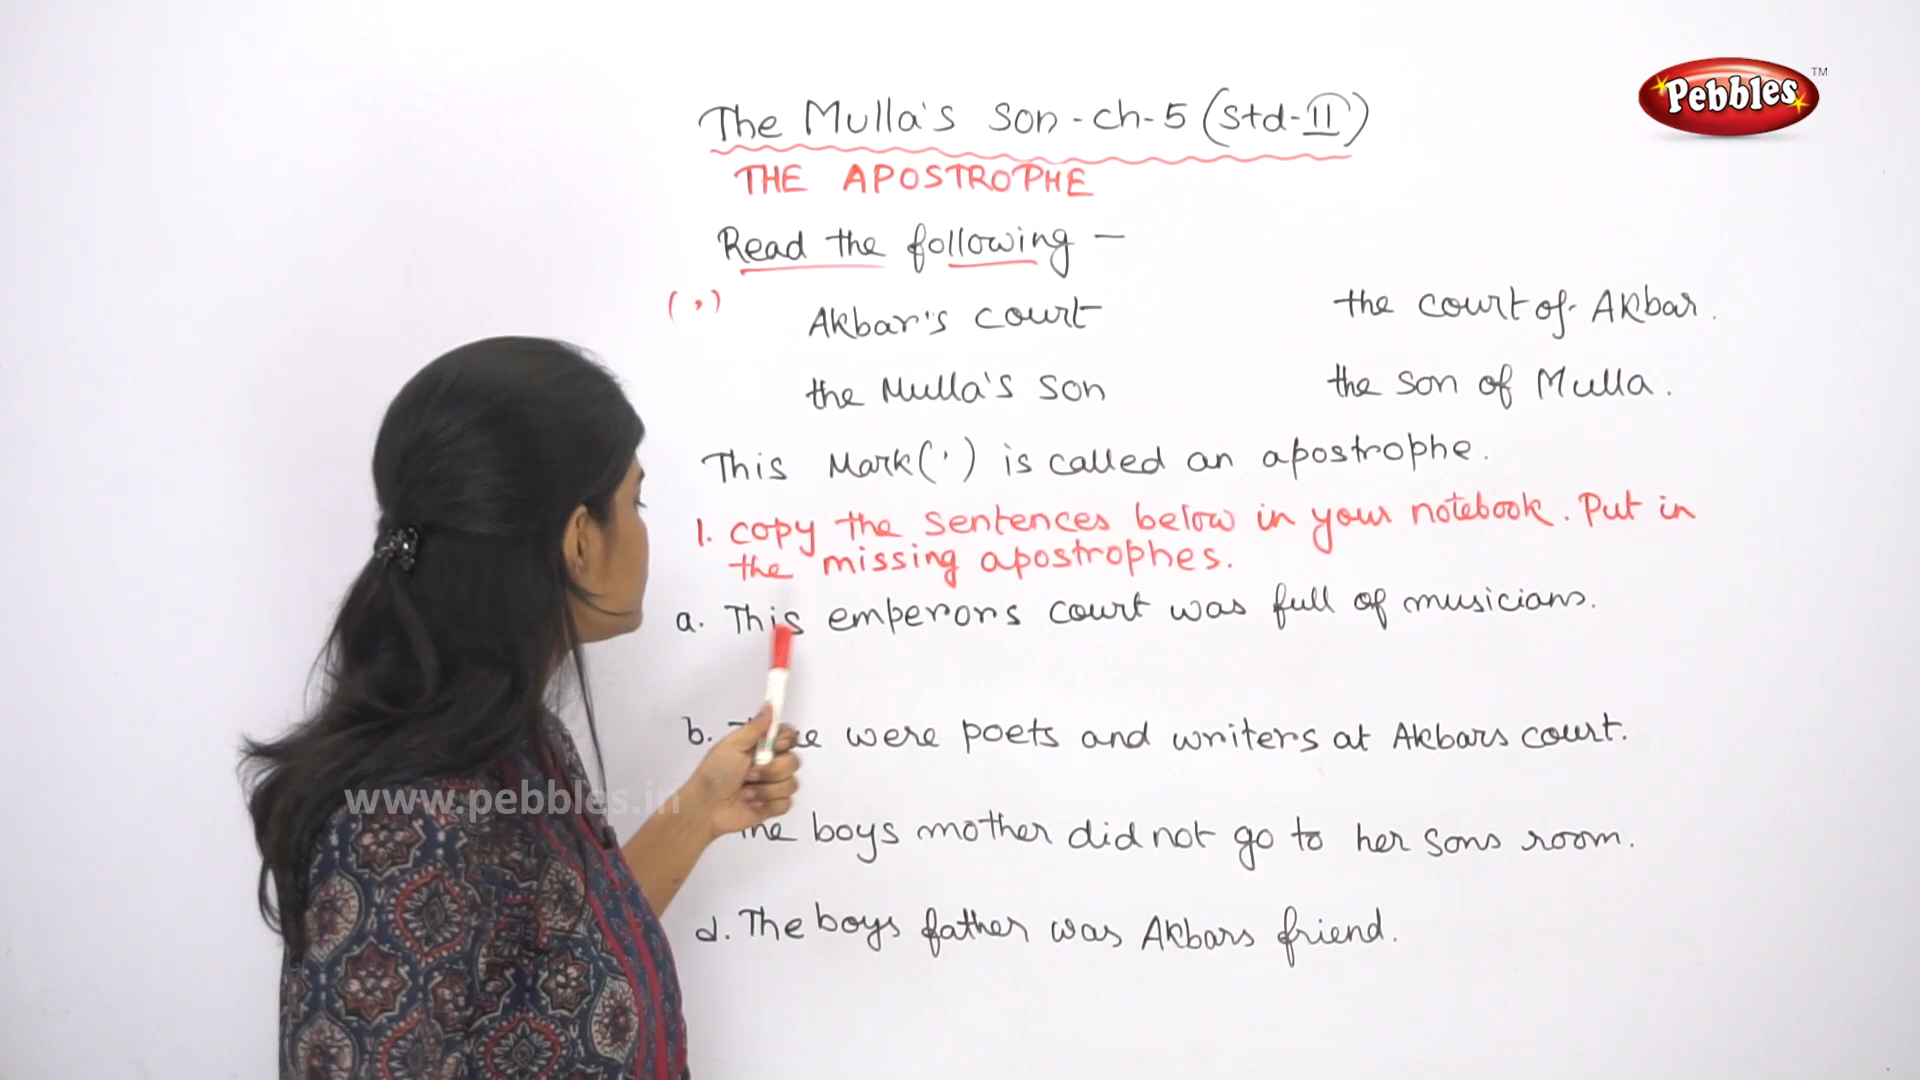 Pebbles TM
The Mulla's Son - ch-5 (Std-II)
THE APOSTROPHE
Read the following —
(,) Akbar's court the court of Akbar.
the Mulla's son the son of Mulla.
This Mark(') is called an apostrophe.
1. copy the sentences below in your notebook. Put in
the missing apostrophes.
a. This emperors court was full of musicians.
b. were poets and writers at Akbars court.
www.pebbles.in
boys mother did not go to her sons room.
d. The boys father was Akbars friend.